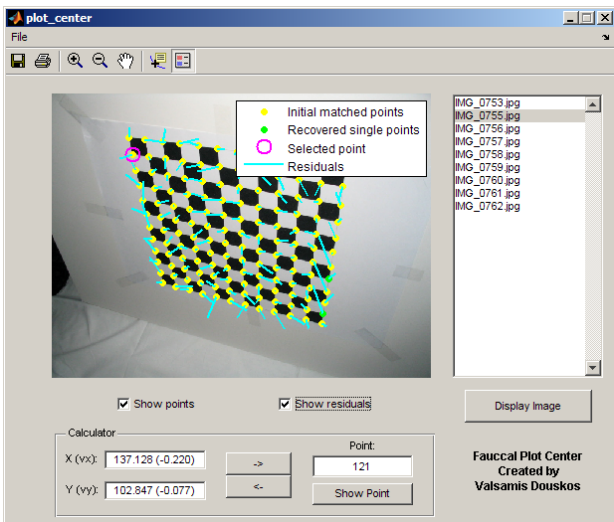 plot_center
File
Initial matched points
Recovered single points
Selected point
Residuals
IMG_0753.jpg
IMG_0755.jpg
IMG_0756.jpg
IMG_0757.jpg
IMG_0758.jpg
IMG_0759.jpg
IMG_0760.jpg
IMG_0761.jpg
IMG_0762.jpg
Show points
Show residuals
Display Image
Calculator
X (vx):
137.128 (-0.220)
->
Point:
121
Y (vy):
102.847 (-0.077)
<-
Show Point
Fauccal Plot Center
Created by
Valsamis Douskos